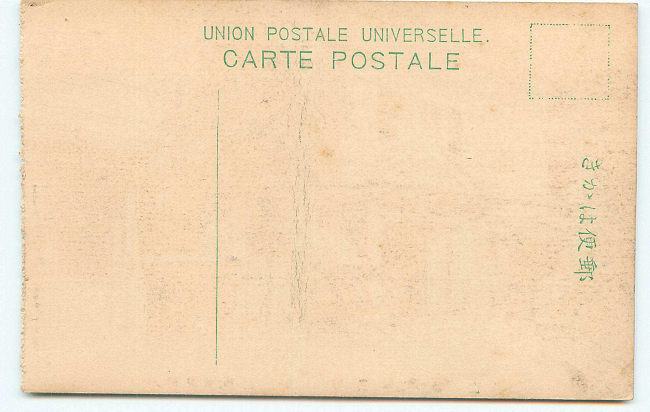 UNION POSTALE UNIVERSELLE.
CARTE POSTALE
郵便はがき